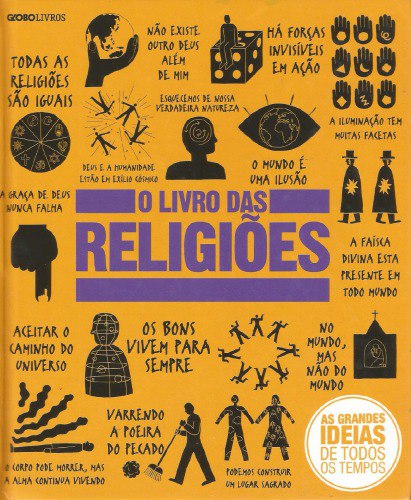 GLOBOLIVROS
TODAS AS
RELIGIÕES
SÃO IGUAIS
NÃO EXISTE
OUTRO DEUS
ALÉM
DE MIM
HÁ FORÇAS
INVISÍVEIS
EM AÇÃO
ESQUECEMOS DE NOSSA
VERDADEIRA NATUREZA
A ILUMINAÇÃO TEM
MUITAS FACETAS
DEUS E A HUMANIDADE
ESTÃO EM EXÍLIO CÓSMICO
O MUNDO É
UMA ILUSÃO
A GRAÇA DE DEUS
NUNCA FALHA
O LIVRO DAS
RELIGIÕES
A FAÍSCA
DIVINA ESTA
PRESENTE EM
TODO MUNDO
ACEITAR O
CAMINHO DO
UNIVERSO
OS BONS
VIVEM PARA
SEMPRE
NO
MUNDO,
MAS
NÃO DO
MUNDO
VARRENDO
A POEIRA
DO PECADO
O CORPO PODE MORRER, MAS
A ALMA CONTINUA VIVENDO
PODEMOS CONSTRUIR
UM LUGAR SAGRADO
AS GRANDES
IDEIAS
DE TODOS
OS TEMPOS